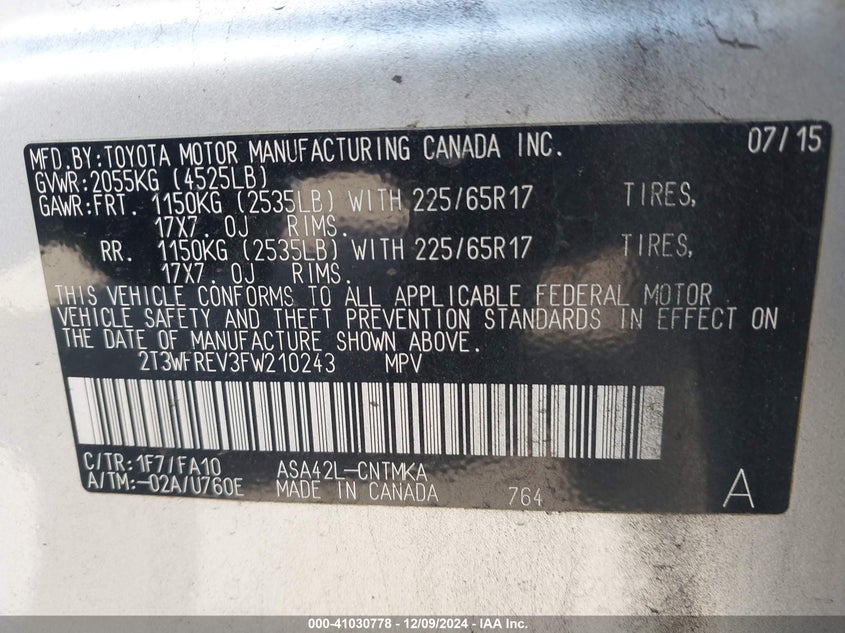 MFD.BY:TOYOTA MOTOR MANUFACTURING CANADA INC. 07/15
GVWR:2055KG (4525LB)
GAWR:FRT. 1150KG (2535LB) WITH 225/65R17 TIRES,
17X7.0J RIMS.
RR. 1150KG (2535LB) WITH 225/65R17 TIRES,
17X7.0J RIMS.
THIS VEHICLE CONFORMS TO ALL APPLICABLE FEDERAL MOTOR
VEHICLE SAFETY AND THEFT PREVENTION STANDARDS IN EFFECT ON
THE DATE OF MANUFACTURE SHOWN ABOVE.
2T3WFREV3FW210243 MPV
C/TR:1F7/FA10 ASA42L-CNTMKA
A/TM:-02A/U760E MADE IN CANADA 764 A
000-41030778 - 12/09/2024 - IAA Inc.